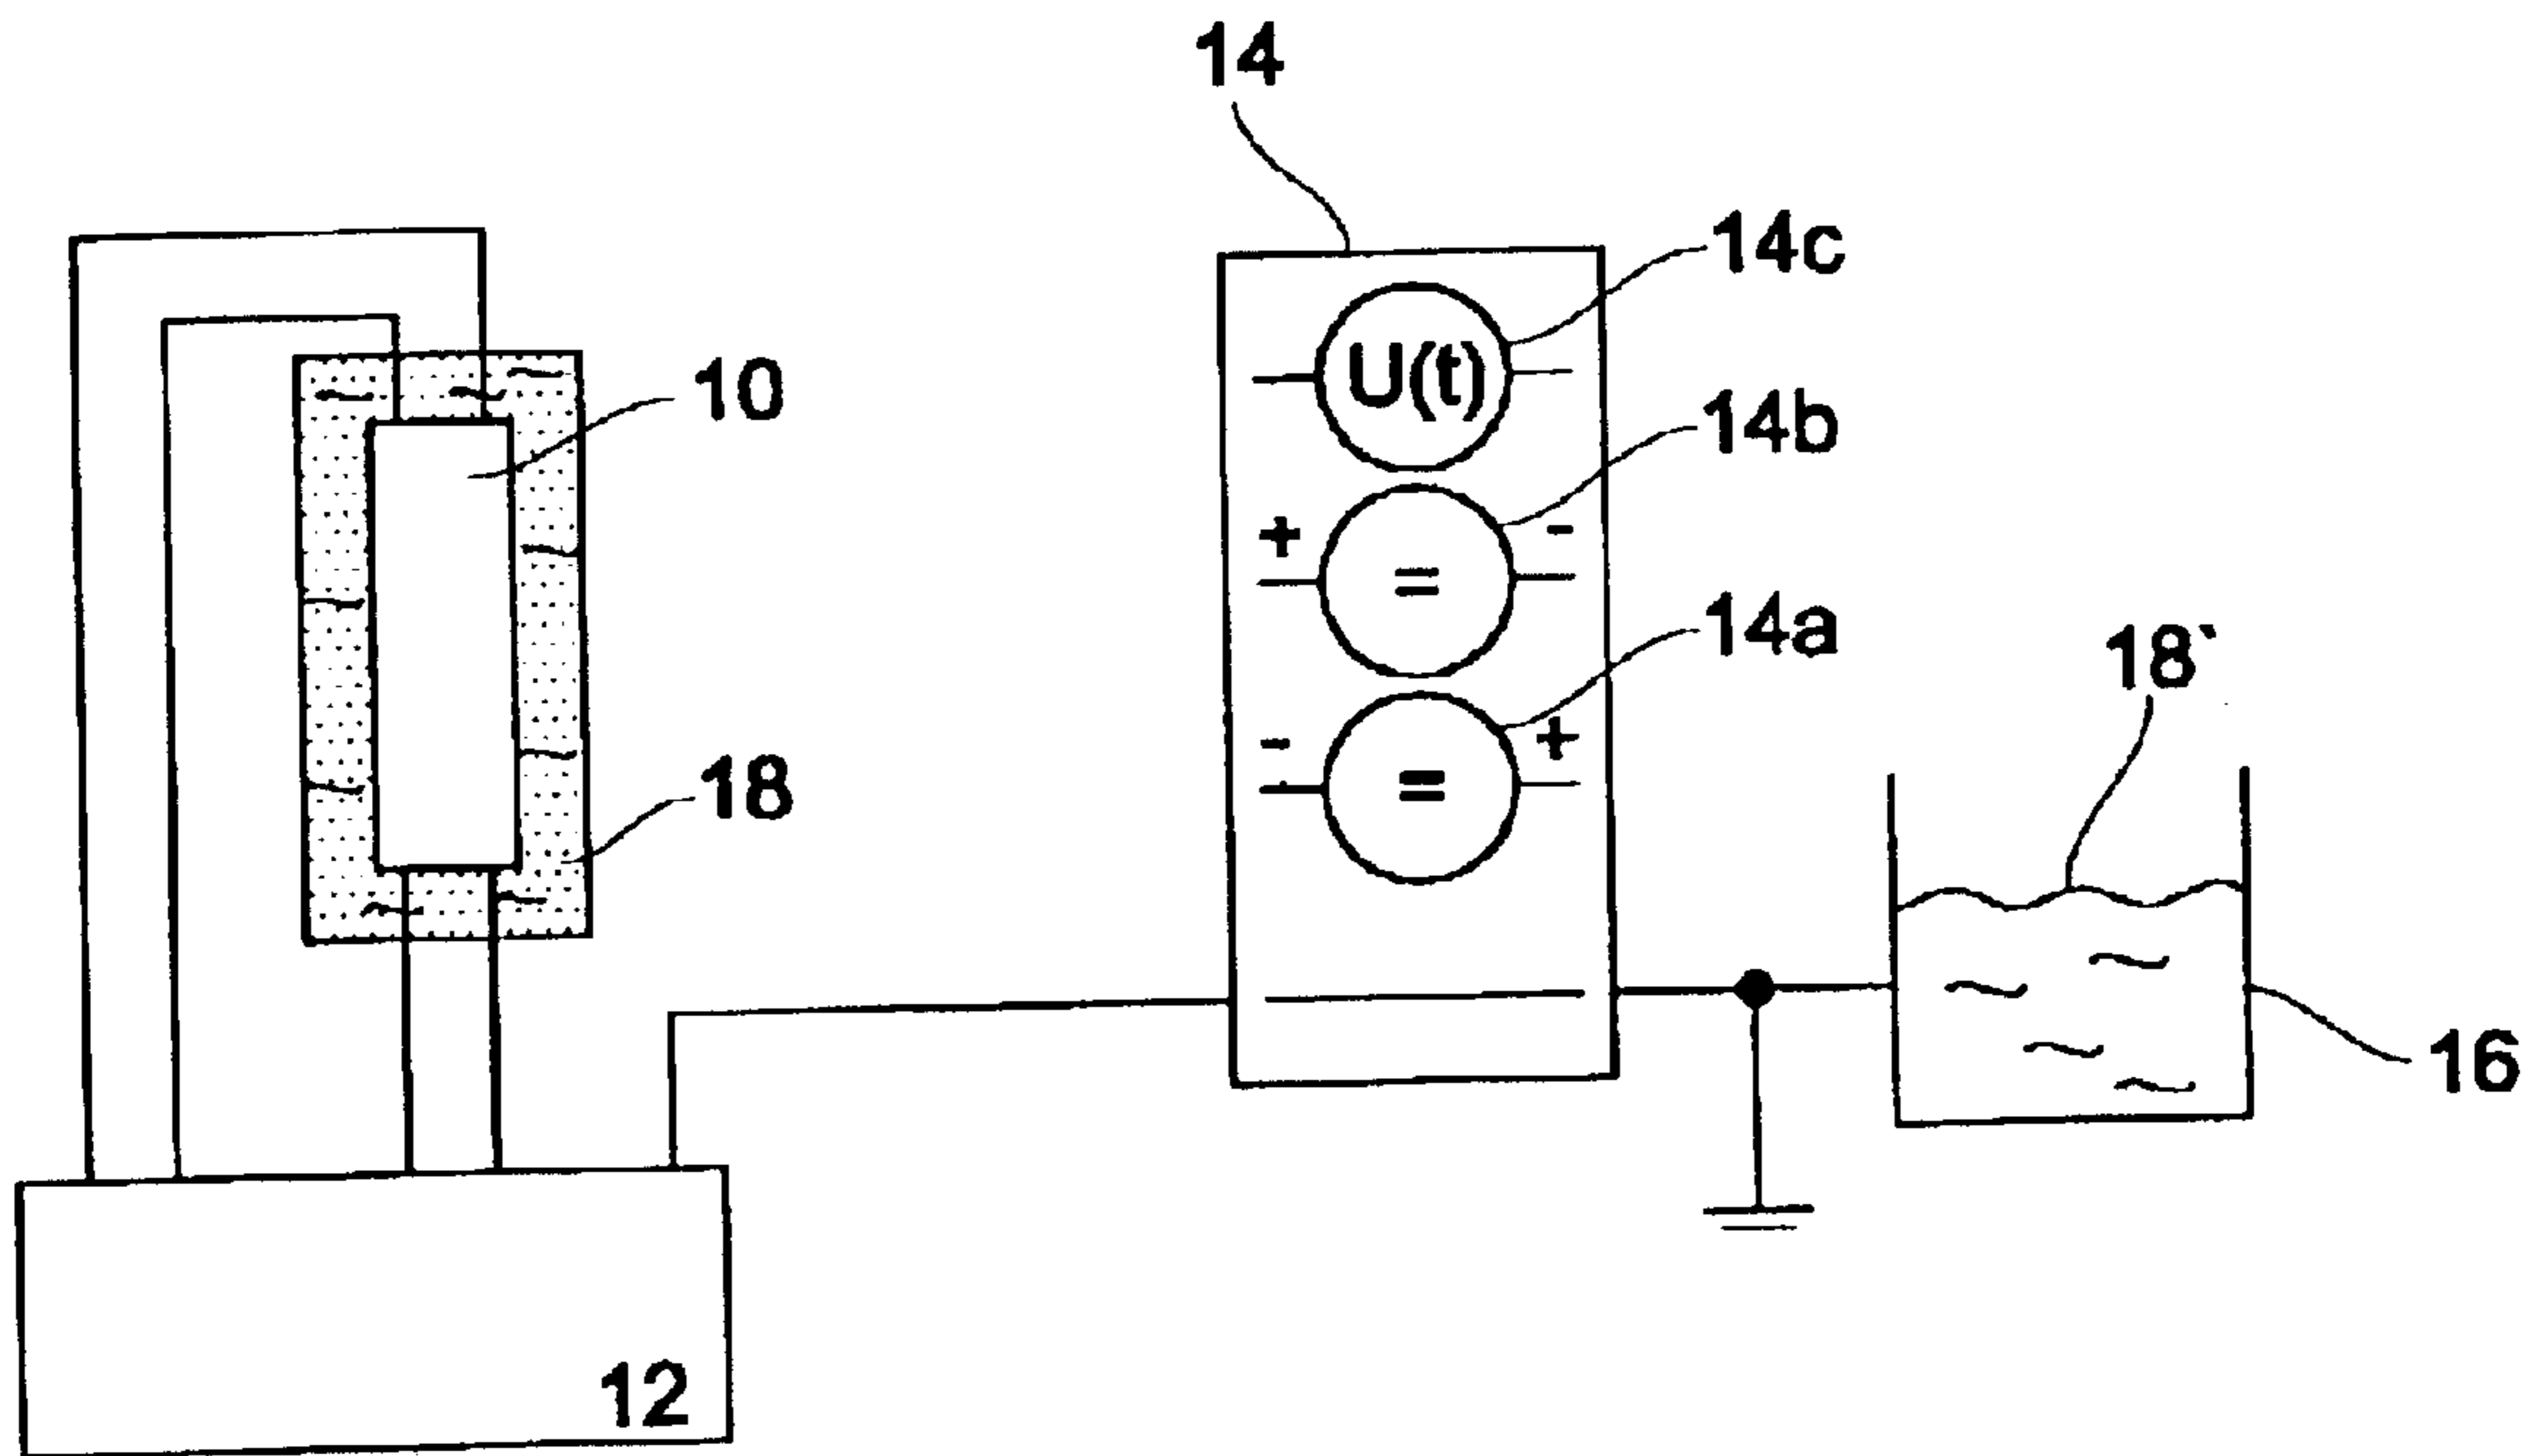 14
14c
U(t)
10
14b
+ -
=
14a
18`
- +
=
18
16
12